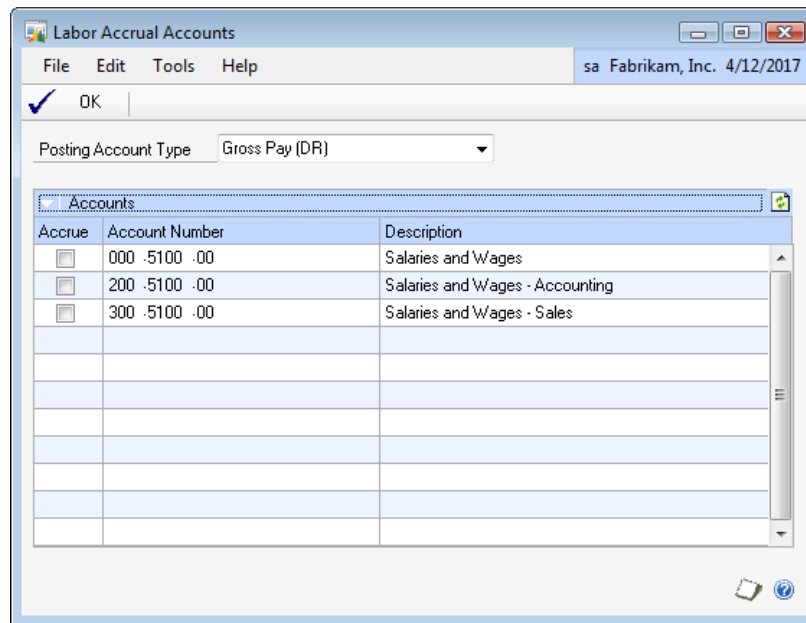 Labor Accrual Accounts
File Edit Tools Help sa Fabrikam, Inc. 4/12/2017
OK
Posting Account Type Gross Pay (DR)
Accounts
Accrue Account Number Description
000 -5100 -00 Salaries and Wages
200 -5100 -00 Salaries and Wages - Accounting
300 -5100 -00 Salaries and Wages - Sales